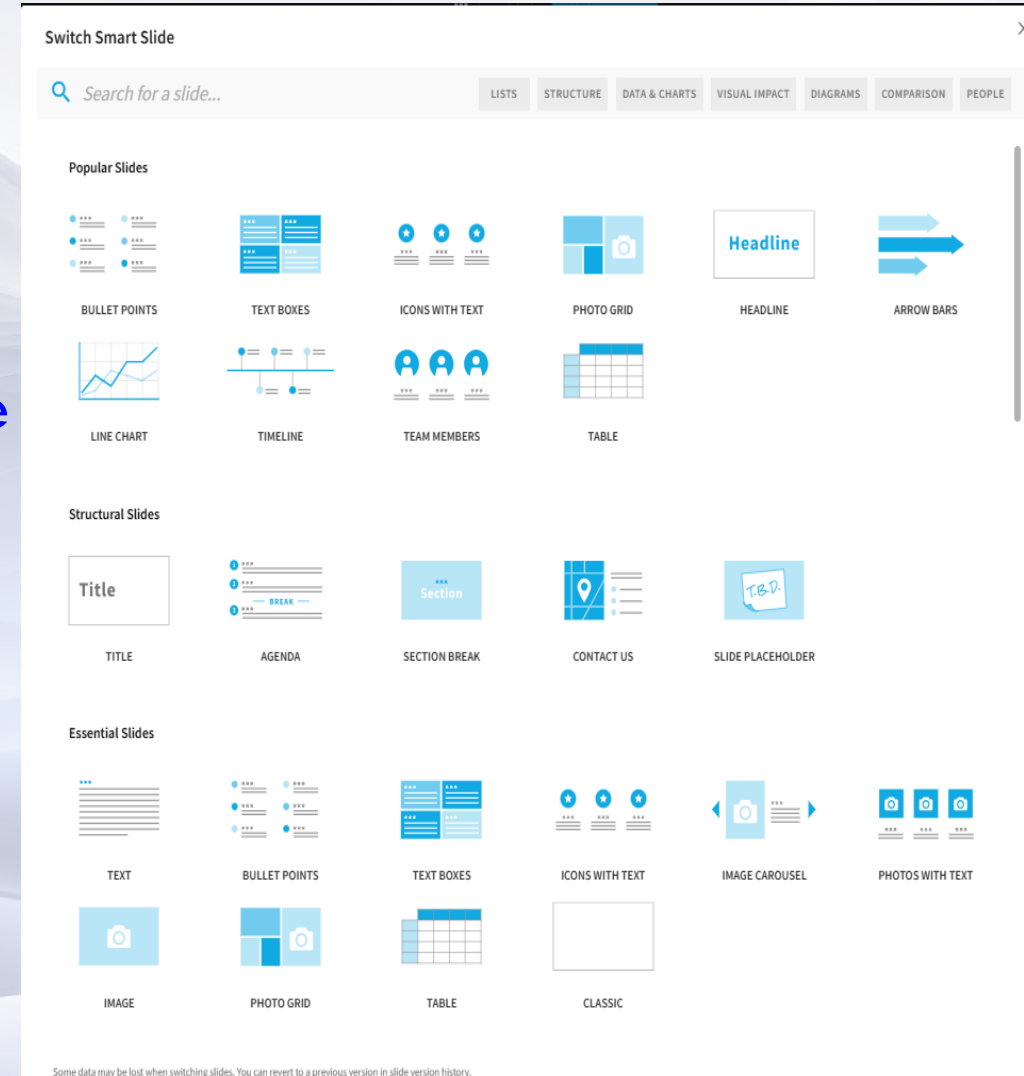 Switch Smart Slide
Search for a slide...
LISTS STRUCTURE DATA & CHARTS VISUAL IMPACT DIAGRAMS COMPARISON PEOPLE
Popular Slides
Headline
BULLET POINTS TEXT BOXES ICONS WITH TEXT PHOTO GRID HEADLINE ARROW BARS
e
LINE CHART TIMELINE TEAM MEMBERS TABLE
Structural Slides
Title
BREAK
Section
T.B.D.
TITLE AGENDA SECTION BREAK CONTACT US SLIDE PLACEHOLDER
Essential Slides
TEXT BULLET POINTS TEXT BOXES ICONS WITH TEXT IMAGE CAROUSEL PHOTOS WITH TEXT
IMAGE PHOTO GRID TABLE CLASSIC
Some data may be lost when switching slides. You can revert to a previous version in slide version history.